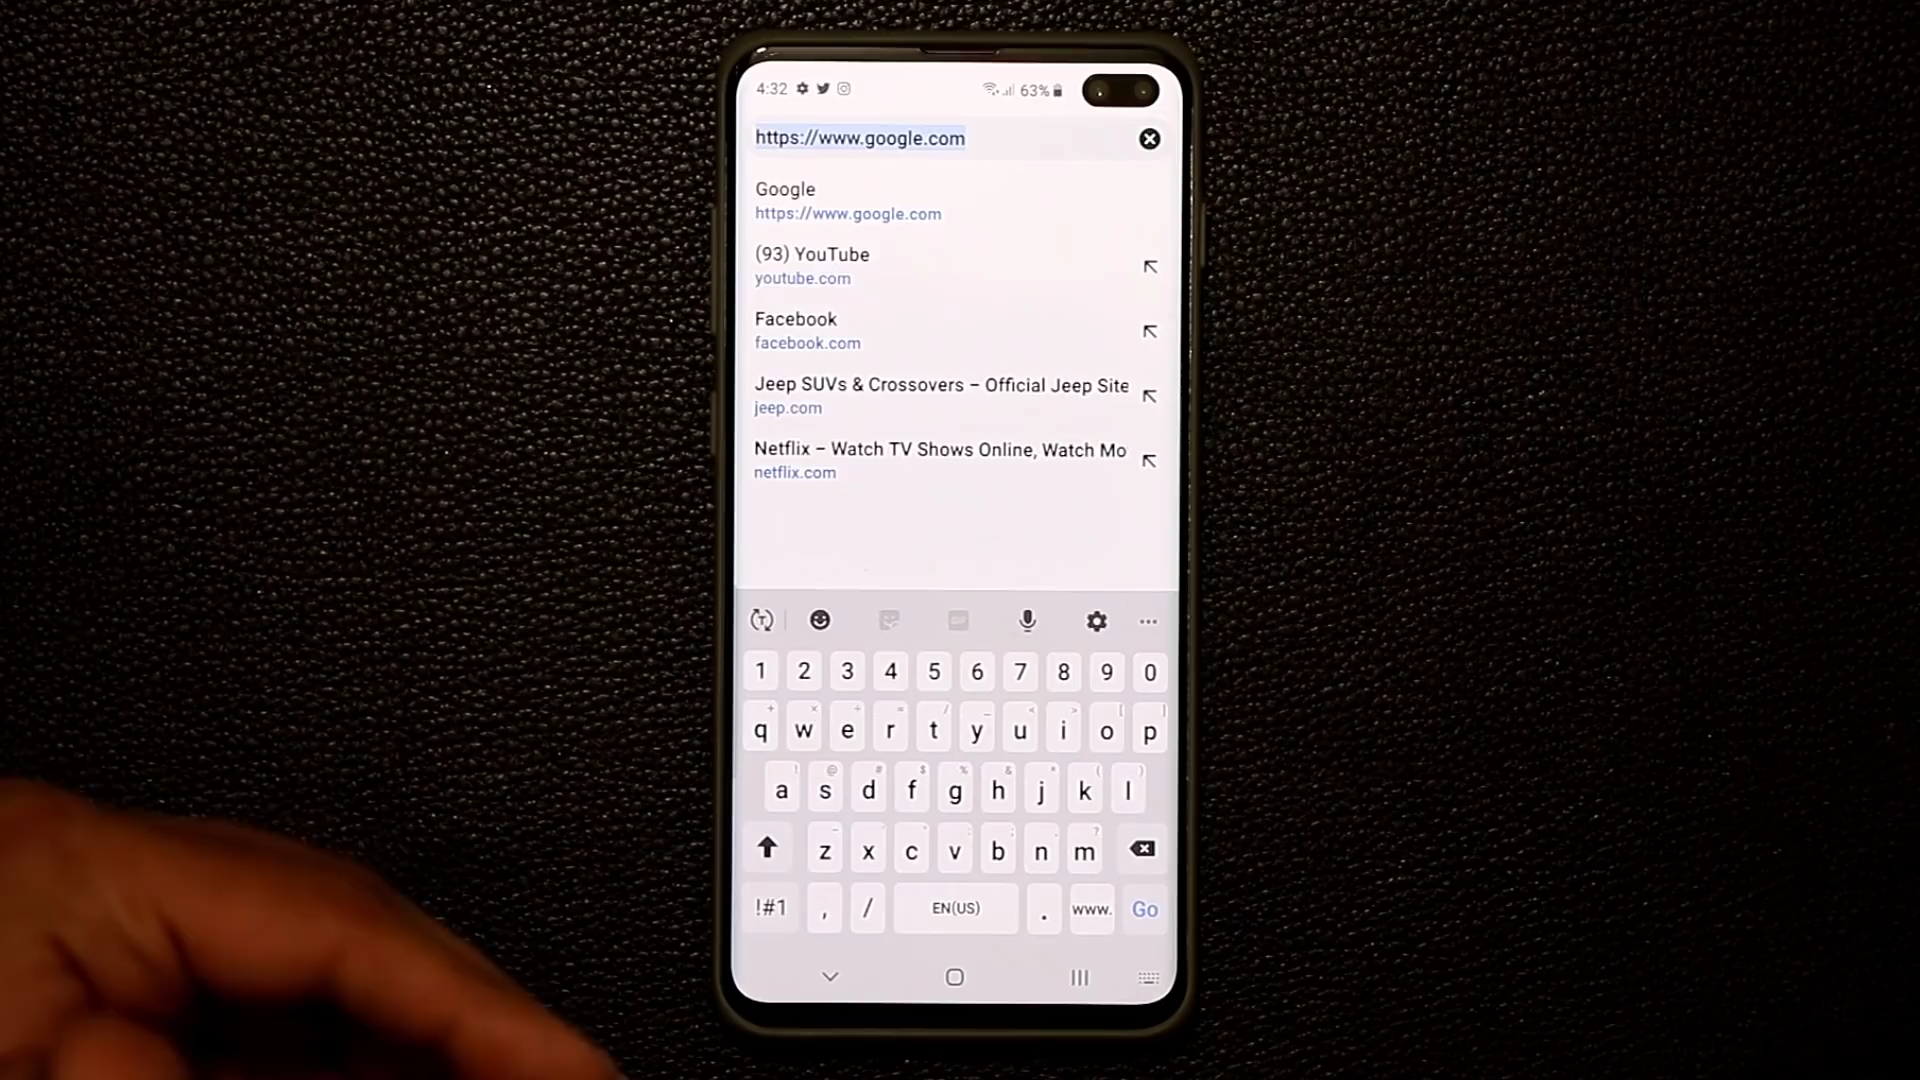 4:32 63%
https://www.google.com
Google
https://www.google.com
(93) YouTube
youtube.com
Facebook
facebook.com
Jeep SUVs & Crossovers – Official Jeep Site
jeep.com
Netflix – Watch TV Shows Online, Watch Mo
netflix.com
1 2 3 4 5 6 7 8 9 0
q w e r t y u i o p
a s d f g h j k l
z x c v b n m
!#1 , / EN(US) . www. Go